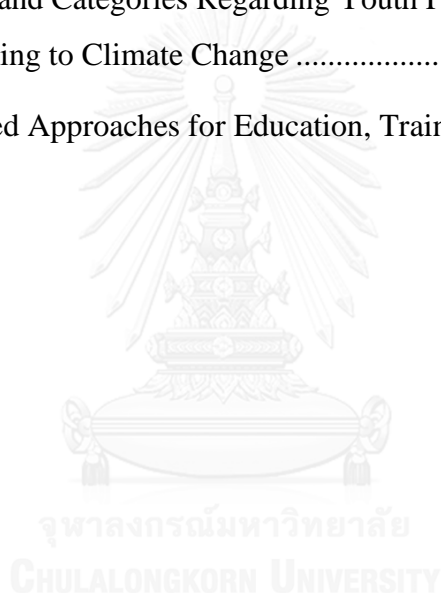 and Categories Regarding Youth
ing to Climate Change ..................
ed Approaches for Education, Train
จุฬาลงกรณ์มหาวิทยาลัย
CHULALONGKORN UNIVERSITY